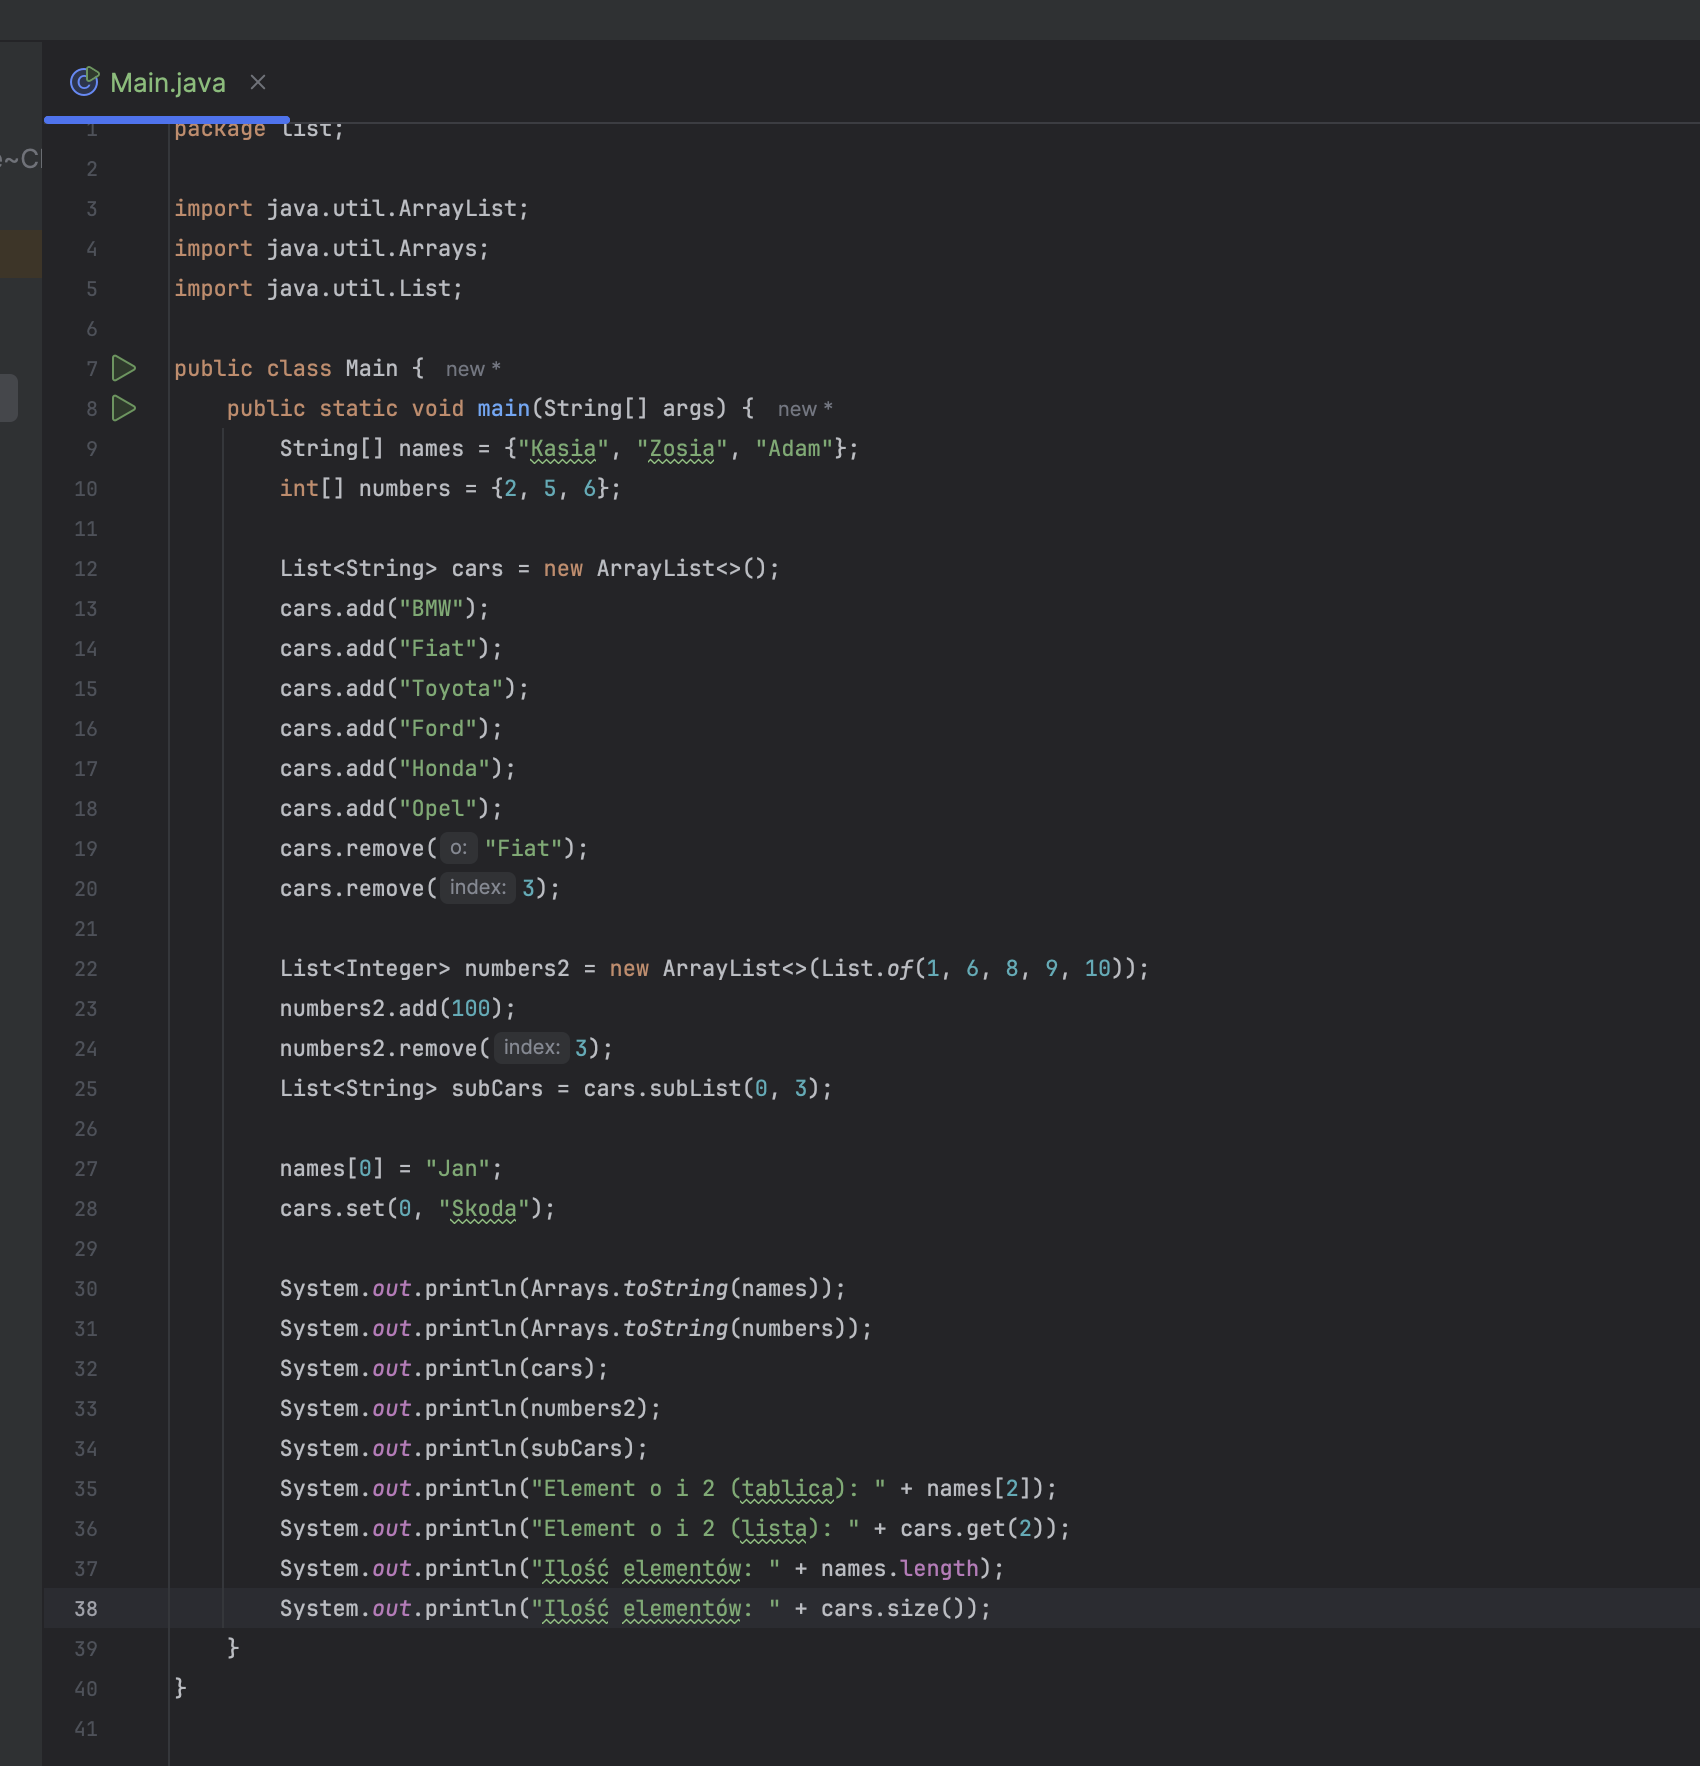 Main.java
1 package list;
2
3 import java.util.ArrayList;
4 import java.util.Arrays;
5 import java.util.List;
6
7 public class Main { new *
8 public static void main(String[] args) { new *
9 String[] names = {"Kasia", "Zosia", "Adam"};
10 int[] numbers = {2, 5, 6};
11
12 List<String> cars = new ArrayList<>();
13 cars.add("BMW");
14 cars.add("Fiat");
15 cars.add("Toyota");
16 cars.add("Ford");
17 cars.add("Honda");
18 cars.add("Opel");
19 cars.remove( o: "Fiat");
20 cars.remove( index: 3);
21
22 List<Integer> numbers2 = new ArrayList<>(List.of(1, 6, 8, 9, 10));
23 numbers2.add(100);
24 numbers2.remove( index: 3);
25 List<String> subCars = cars.subList(0, 3);
26
27 names[0] = "Jan";
28 cars.set(0, "Skoda");
29
30 System.out.println(Arrays.toString(names));
31 System.out.println(Arrays.toString(numbers));
32 System.out.println(cars);
33 System.out.println(numbers2);
34 System.out.println(subCars);
35 System.out.println("Element o i 2 (tablica): " + names[2]);
36 System.out.println("Element o i 2 (lista): " + cars.get(2));
37 System.out.println("Ilość elementów: " + names.length);
38 System.out.println("Ilość elementów: " + cars.size());
39 }
40 }
41